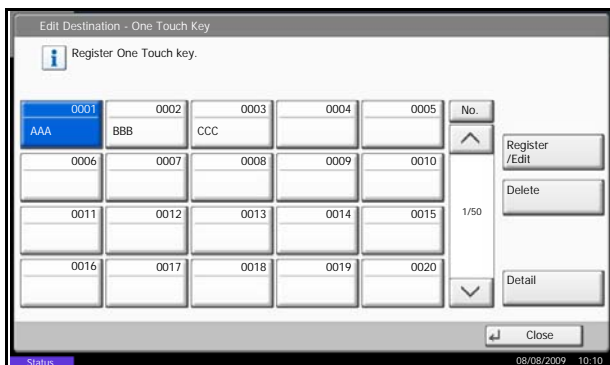 Edit Destination - One Touch Key
Register One Touch key.
0001 0002 0003 0004 0005 No.
AAA BBB CCC
Register
/Edit
0006 0007 0008 0009 0010
Delete
0011 0012 0013 0014 0015 1/50
0016 0017 0018 0019 0020
Detail
Close
Status 08/08/2009 10:10